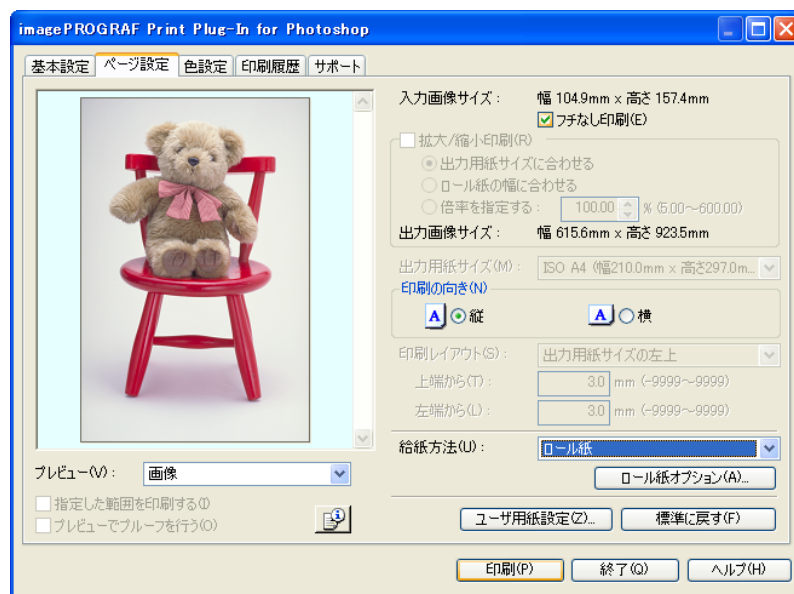 imagePROGRAF Print Plug-In for Photoshop
基本設定 ページ設定 色設定 印刷履歴 サポート
入力画像サイズ： 幅 104.9mm x 高さ 157.4mm
フチなし印刷(E)
拡大/縮小印刷(R)
出力用紙サイズに合わせる
ロール紙の幅に合わせる
倍率を指定する： 100.00 % (5.00～600.00)
出力画像サイズ： 幅 615.6mm x 高さ 923.5mm
出力用紙サイズ(M)： ISO A4 (幅210.0mm x 高さ297.0m...
印刷の向き(N)
A 縦 A 横
印刷レイアウト(S)： 出力用紙サイズの左上
上端から(T)： 3.0 mm (-9999～9999)
左端から(L)： 3.0 mm (-9999～9999)
給紙方法(U)： ロール紙
ロール紙オプション(A)...
プレビュー(V)： 画像
指定した範囲を印刷する(I)
プレビューでプルーフを行う(O)
ユーザ用紙設定(Z)... 標準に戻す(F)
印刷(P) 終了(Q) ヘルプ(H)